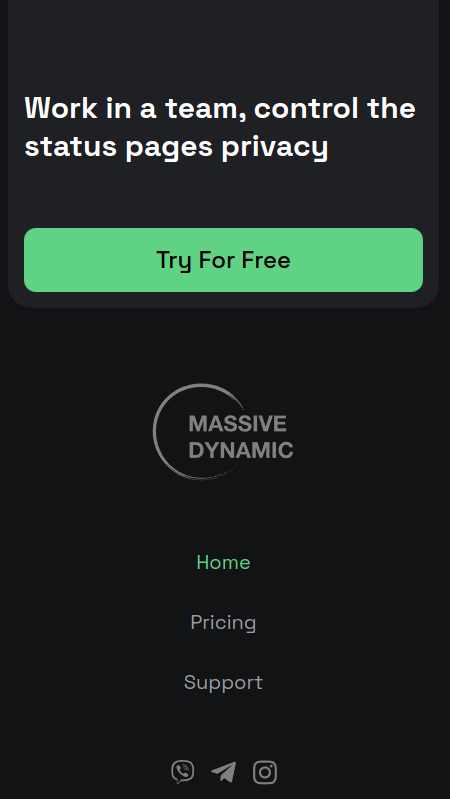 Work in a team, control the
status pages privacy
Try For Free
MASSIVE
DYNAMIC
Home
Pricing
Support